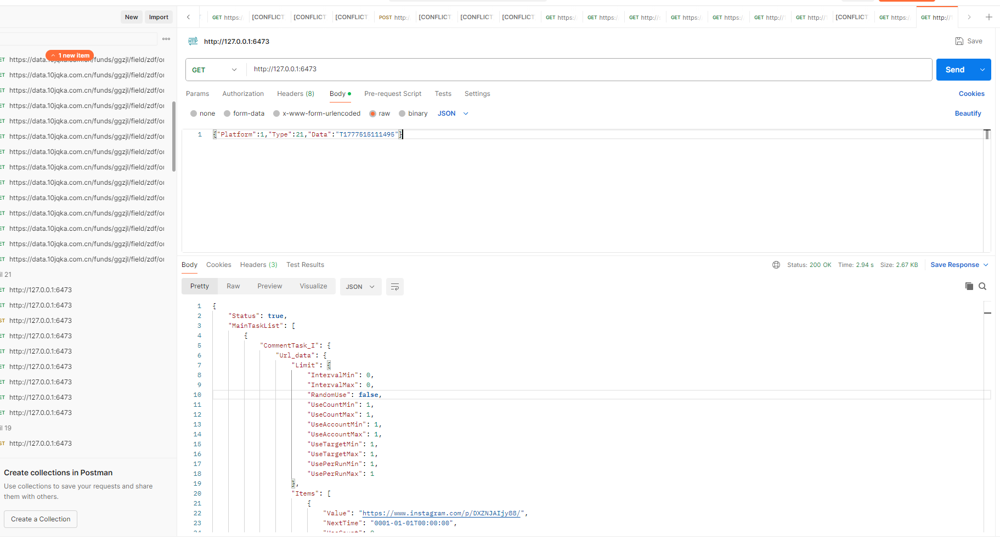 New Import
1 new item
ET https://data.10jqka.com.cn/funds/ggzjl/field/zdf/or
ET https://data.10jqka.com.cn/funds/ggzjl/field/zdf/or
ET https://data.10jqka.com.cn/funds/ggzjl/field/zdf/or
ET https://data.10jqka.com.cn/funds/ggzjl/field/zdf/or
ET https://data.10jqka.com.cn/funds/ggzjl/field/zdf/or
ET https://data.10jqka.com.cn/funds/ggzjl/field/zdf/or
ET https://data.10jqka.com.cn/funds/ggzjl/field/zdf/or
ET https://data.10jqka.com.cn/funds/ggzjl/field/zdf/or
ET https://data.10jqka.com.cn/funds/ggzjl/field/zdf/or
ET https://data.10jqka.com.cn/funds/ggzjl/field/zdf/or
ET https://data.10jqka.com.cn/funds/ggzjl/field/zdf/or
ET https://data.10jqka.com.cn/funds/ggzjl/field/zdf/or
ET https://data.10jqka.com.cn/funds/ggzjl/field/zdf/or
ET https://data.10jqka.com.cn/funds/ggzjl/field/zdf/or
il 21
ET http://127.0.0.1:6473
ET http://127.0.0.1:6473
ST http://127.0.0.1:6473
ET http://127.0.0.1:6473
ET http://127.0.0.1:6473
ET http://127.0.0.1:6473
ET http://127.0.0.1:6473
ET http://127.0.0.1:6473
ET http://127.0.0.1:6473
il 19
ST http://127.0.0.1:6473
Create collections in Postman
Use collections to save your requests and share
them with others.
Create a Collection
GET https:/ [CONFLICT [CONFLICT [CONFLICT POST http:/ [CONFLICT [CONFLICT [CONFLICT GET https:/ GET https:/ GET http:// GET https:/ GET https:/ GET http:// GET http:// [CONFLICT GET https:/ GET http://
HTTP http://127.0.0.1:6473 Save
GET http://127.0.0.1:6473 Send
Params Authorization Headers (8) Body Pre-request Script Tests Settings Cookies
none form-data x-www-form-urlencoded raw binary JSON Beautify
1 {"Platform":1,"Type":21,"Data":"T1777515111495"}
Body Cookies Headers (3) Test Results Status: 200 OK Time: 2.94 s Size: 2.67 KB Save Response
Pretty Raw Preview Visualize JSON
1 {
2 "Status": true,
3 "MainTaskList": [
4 {
5 "CommentTask_I": {
6 "Url_data": {
7 "Limit": {
8 "IntervalMin": 0,
9 "IntervalMax": 0,
10 "RandomUse": false,
11 "UseCountMin": 1,
12 "UseCountMax": 1,
13 "UseAccountMin": 1,
14 "UseAccountMax": 1,
15 "UseTargetMin": 1,
16 "UseTargetMax": 1,
17 "UsePerRunMin": 1,
18 "UsePerRunMax": 1
19 },
20 "Items": [
21 {
22 "Value": "https://www.instagram.com/p/DXZNJAIjy88/",
23 "NextTime": "0001-01-01T00:00:00",
24 "UseCount": 0